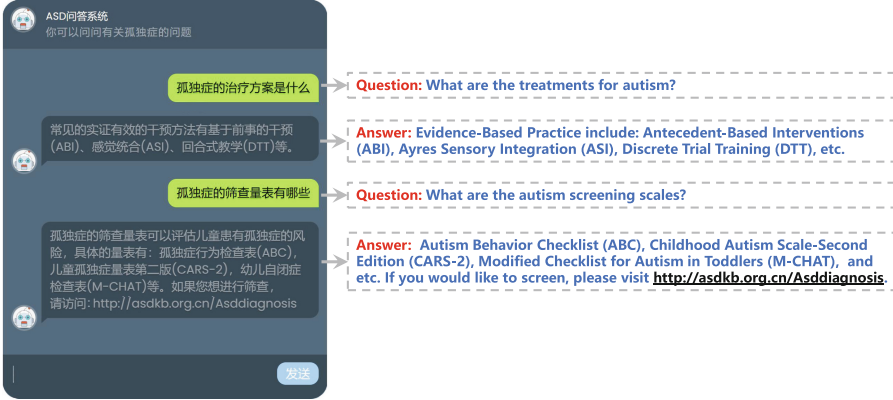 ASD问答系统
你可以问问有关孤独症的问题
孤独症的治疗方案是什么
Question: What are the treatments for autism?
常见的实证有效的干预方法有基于前事的干预
(ABI)、感觉统合(ASI)、回合式教学(DTT)等。
Answer: Evidence-Based Practice include: Antecedent-Based Interventions
(ABI), Ayres Sensory Integration (ASI), Discrete Trial Training (DTT), etc.
孤独症的筛查量表有哪些
Question: What are the autism screening scales?
孤独症的筛查量表可以评估儿童患有孤独症的风
险，具体的量表有：孤独症行为检查表(ABC)，
儿童孤独症量表第二版(CARS-2)，幼儿自闭症
检查表(M-CHAT)等。如果您想进行筛查，
请访问：http://asdkb.org.cn/Asddiagnosis
Answer: Autism Behavior Checklist (ABC), Childhood Autism Scale-Second
Edition (CARS-2), Modified Checklist for Autism in Toddlers (M-CHAT), and
etc. If you would like to screen, please visit http://asdkb.org.cn/Asddiagnosis.
发送